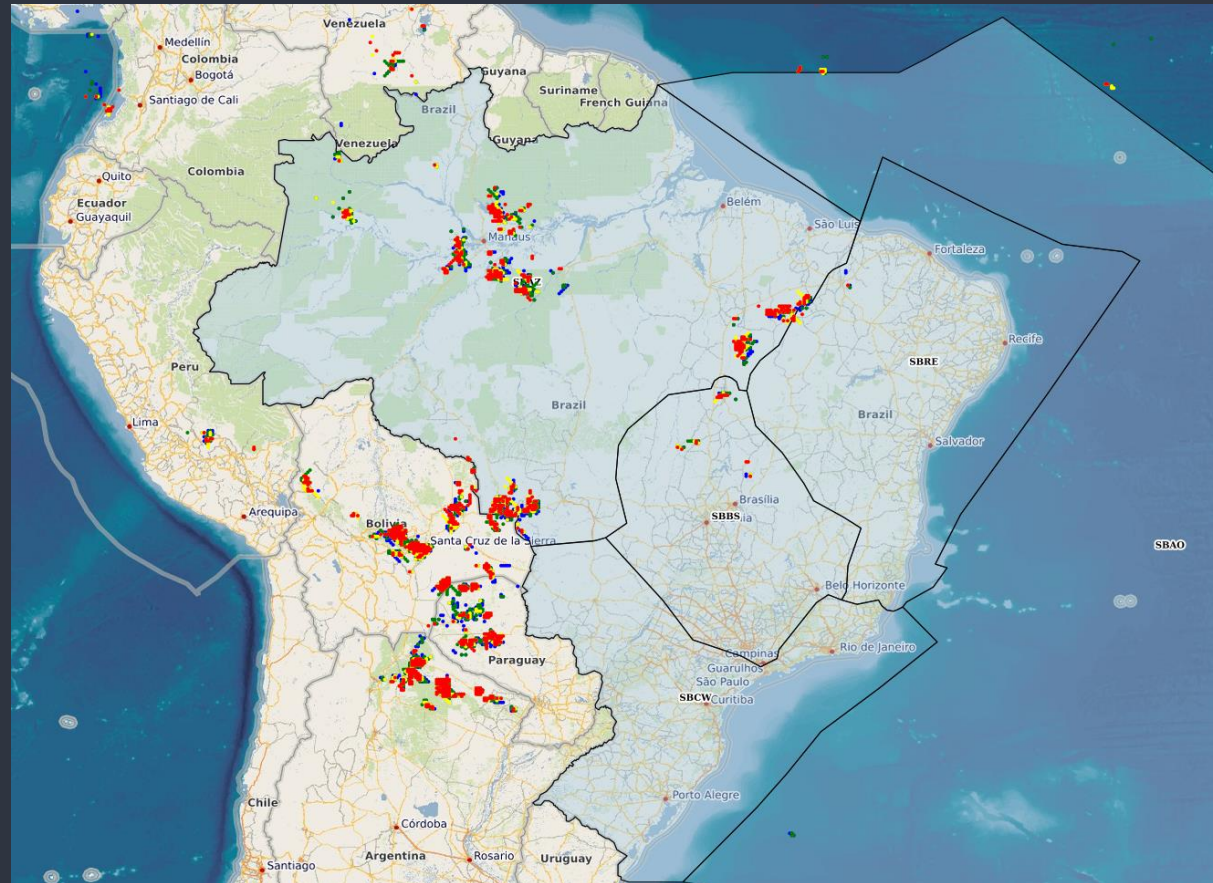 Venezuela
Medellín
Colombia
Bogotá
Guyana
Suriname
French Guiana
Santiago de Cali
Brazil
Venezuela
Guyana
Colombia
Quito
Ecuador
Guayaquil
Belém
São Luís
Manaus
Fortaleza
Recife
Peru
SBRE
Brazil
Brazil
Lima
Salvador
Brasília
Arequipa
Bolivia
SBBS
Santa Cruz de la Sierra
SBAO
Belo Horizonte
Rio de Janeiro
Campinas
Guarulhos
São Paulo
Paraguay
SBCW
Curitiba
Porto Alegre
Chile
Córdoba
Argentina
Rosario
Uruguay
Santiago